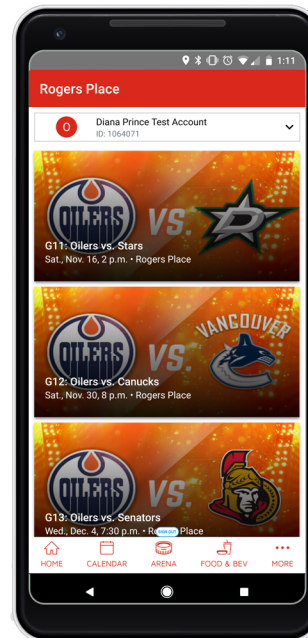 1:11
Rogers Place
O
Diana Prince Test Account
ID: 1064071
OILERS
VS.
G11: Oilers vs. Stars
Sat., Nov. 16, 2 p.m. • Rogers Place
OILERS
VS.
VANCOUVER
G12: Oilers vs. Canucks
Sat., Nov. 30, 8 p.m. • Rogers Place
OILERS
VS.
G13: Oilers vs. Senators
Wed., Dec. 4, 7:30 p.m. • Place
SIGN OUT
HOME
CALENDAR
ARENA
FOOD & BEV
MORE